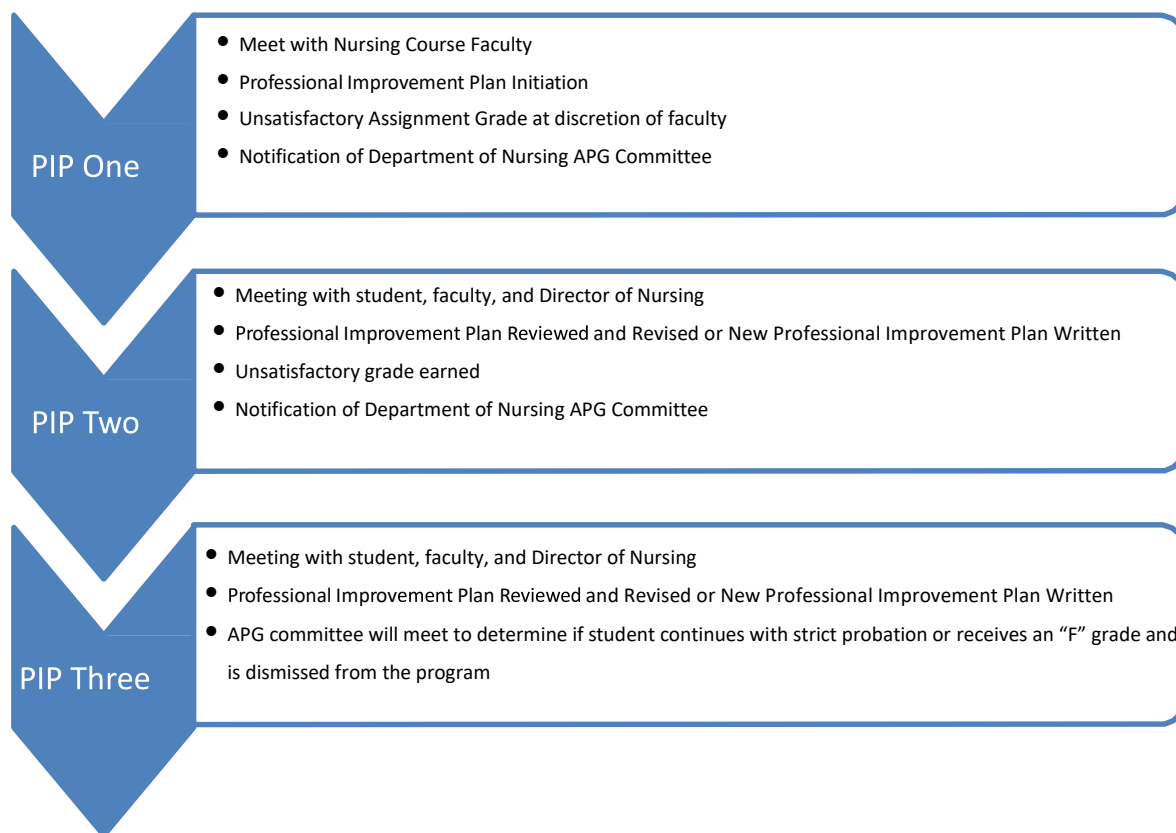 PIP One
• Meet with Nursing Course Faculty
• Professional Improvement Plan Initiation
• Unsatisfactory Assignment Grade at discretion of faculty
• Notification of Department of Nursing APG Committee
PIP Two
• Meeting with student, faculty, and Director of Nursing
• Professional Improvement Plan Reviewed and Revised or New Professional Improvement Plan Written
• Unsatisfactory grade earned
• Notification of Department of Nursing APG Committee
PIP Three
• Meeting with student, faculty, and Director of Nursing
• Professional Improvement Plan Reviewed and Revised or New Professional Improvement Plan Written
• APG committee will meet to determine if student continues with strict probation or receives an “F” grade and
is dismissed from the program